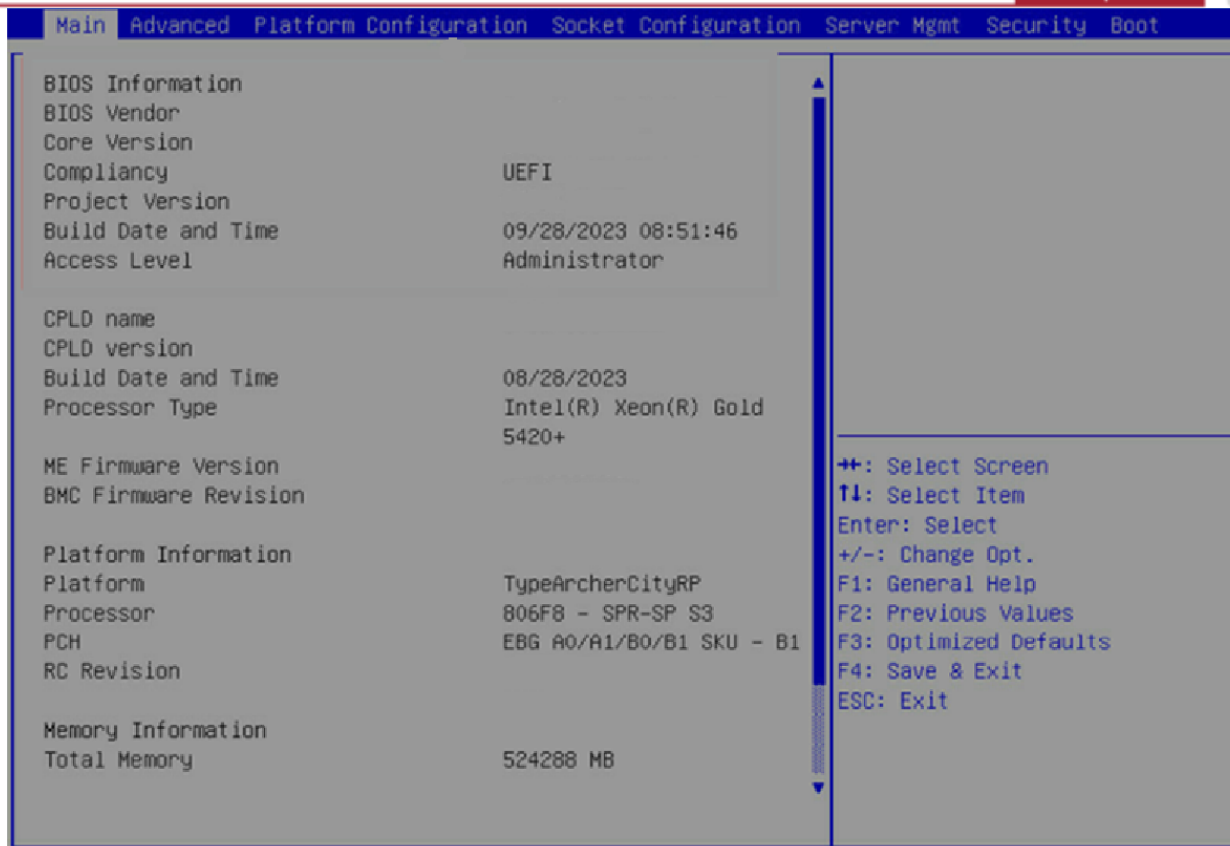 Main Advanced Platform Configuration Socket Configuration Server Mgmt Security Boot
BIOS Information
BIOS Vendor
Core Version
Compliancy UEFI
Project Version
Build Date and Time 09/28/2023 08:51:46
Access Level Administrator
CPLD name
CPLD version
Build Date and Time 08/28/2023
Processor Type Intel(R) Xeon(R) Gold
5420+
ME Firmware Version
BMC Firmware Revision
Platform Information
Platform TypeArcherCityRP
Processor 806F8 - SPR-SP S3
PCH EBG A0/A1/B0/B1 SKU - B1
RC Revision
Memory Information
Total Memory 524288 MB
→←: Select Screen
↑↓: Select Item
Enter: Select
+/-: Change Opt.
F1: General Help
F2: Previous Values
F3: Optimized Defaults
F4: Save & Exit
ESC: Exit